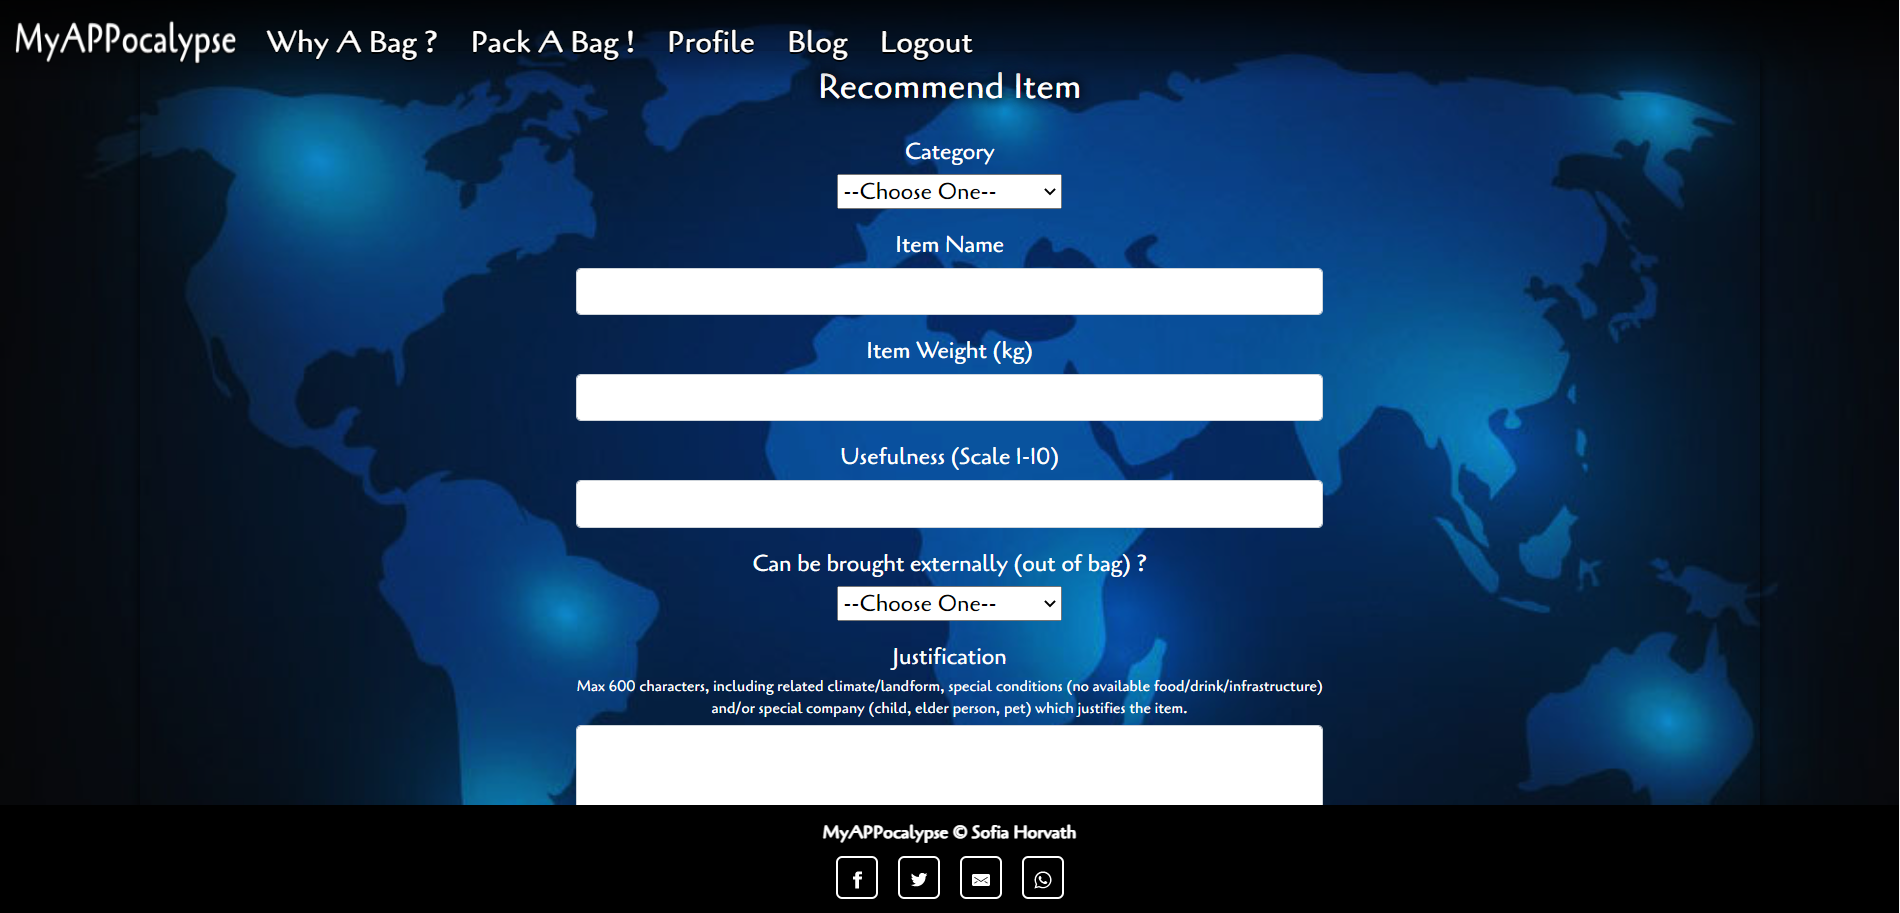 MyAPPocalypse Why A Bag ? Pack A Bag ! Profile Blog Logout
Recommend Item
Category
--Choose One--
Item Name
Item Weight (kg)
Usefulness (Scale 1-10)
Can be brought externally (out of bag) ?
--Choose One--
Justification
Max 600 characters, including related climate/landform, special conditions (no available food/drink/infrastructure)
and/or special company (child, elder person, pet) which justifies the item.
MyAPPocalypse © Sofia Horvath